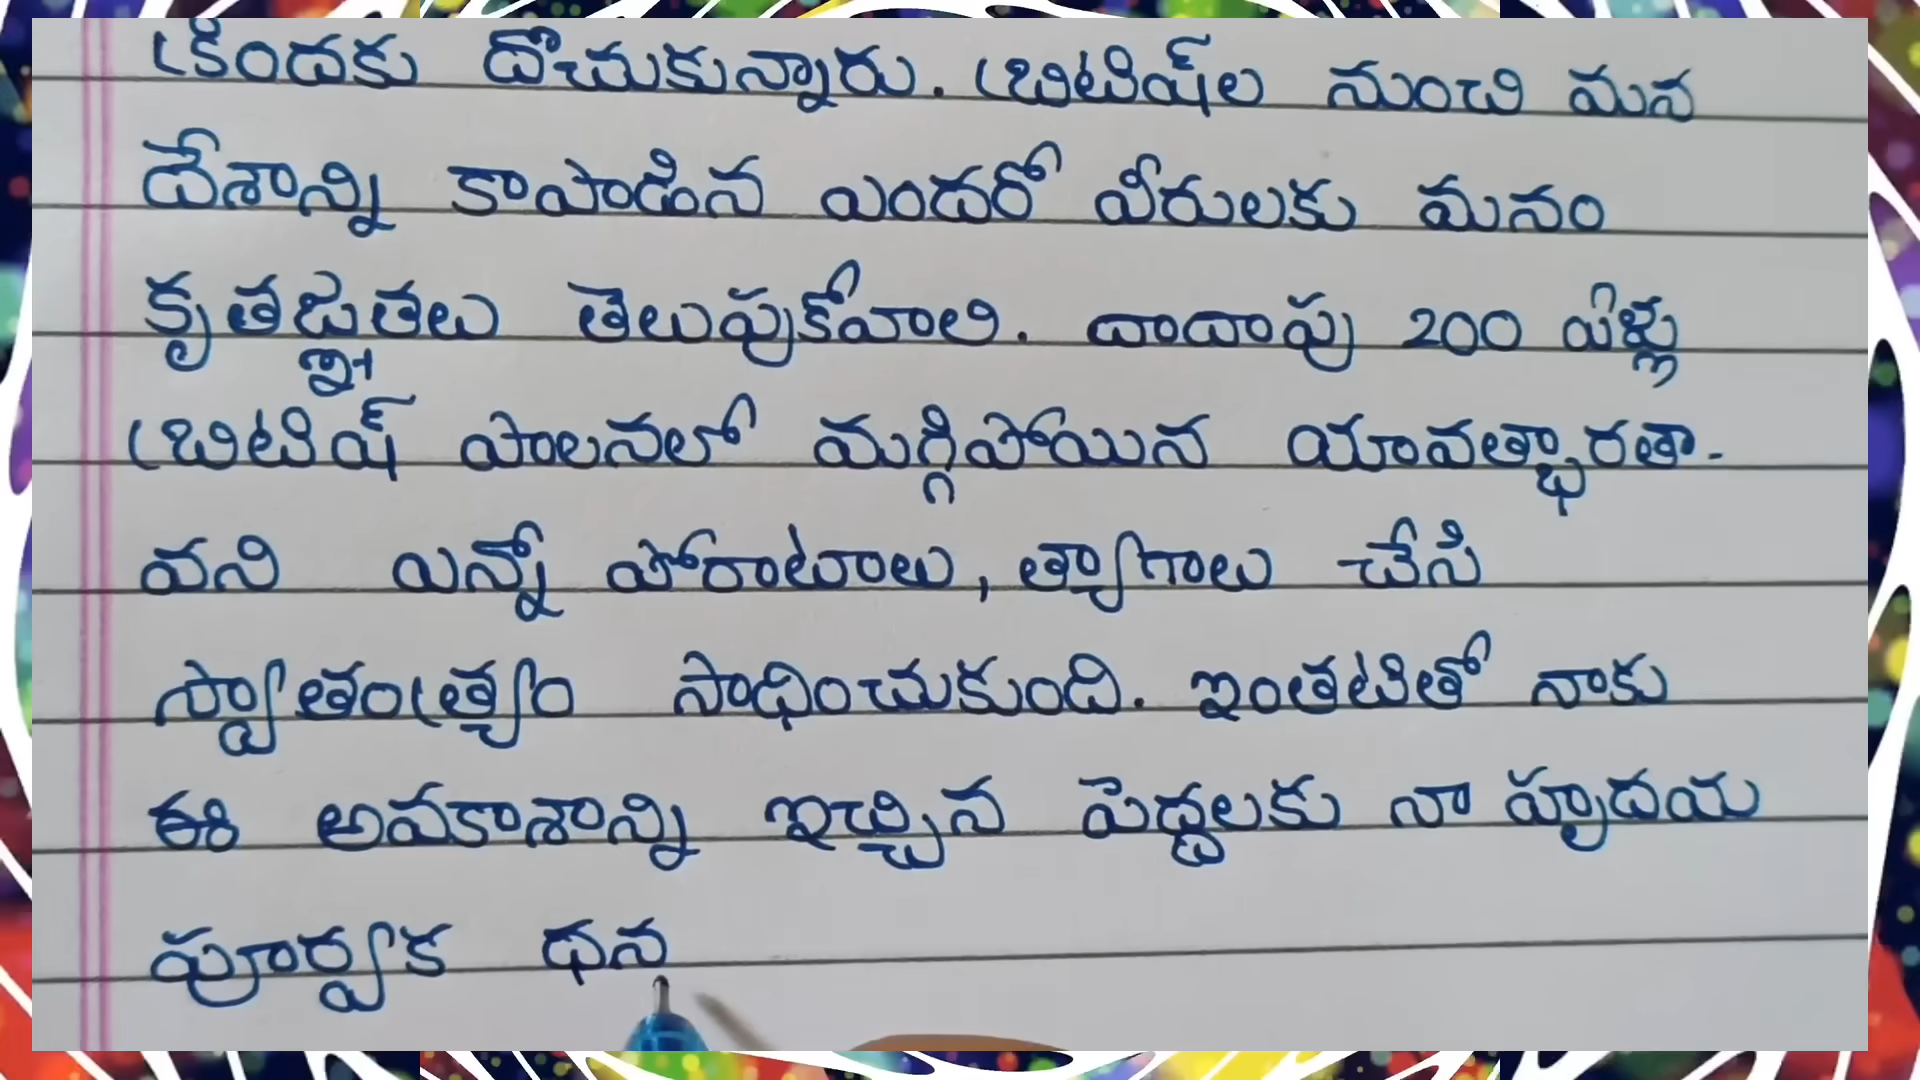 క్రిందకు దోచుకున్నారు. బ్రిటిష్‌ల నుంచి మన
దేశాన్ని కాపాడిన ఎందరో వీరులకు మనం
కృతజ్ఞతలు తెలుపుకోవాలి. దాదాపు 200 ఏళ్లు
బ్రిటిష్ పాలనలో మగ్గిపోయిన యావత్భారతా-
వని ఎన్నో పోరాటాలు, త్యాగాలు చేసి
స్వాతంత్ర్యం సాధించుకుంది. ఇంతటితో నాకు
ఈ అవకాశాన్ని ఇచ్చిన పెద్దలకు నా హృదయ
పూర్వక ధన